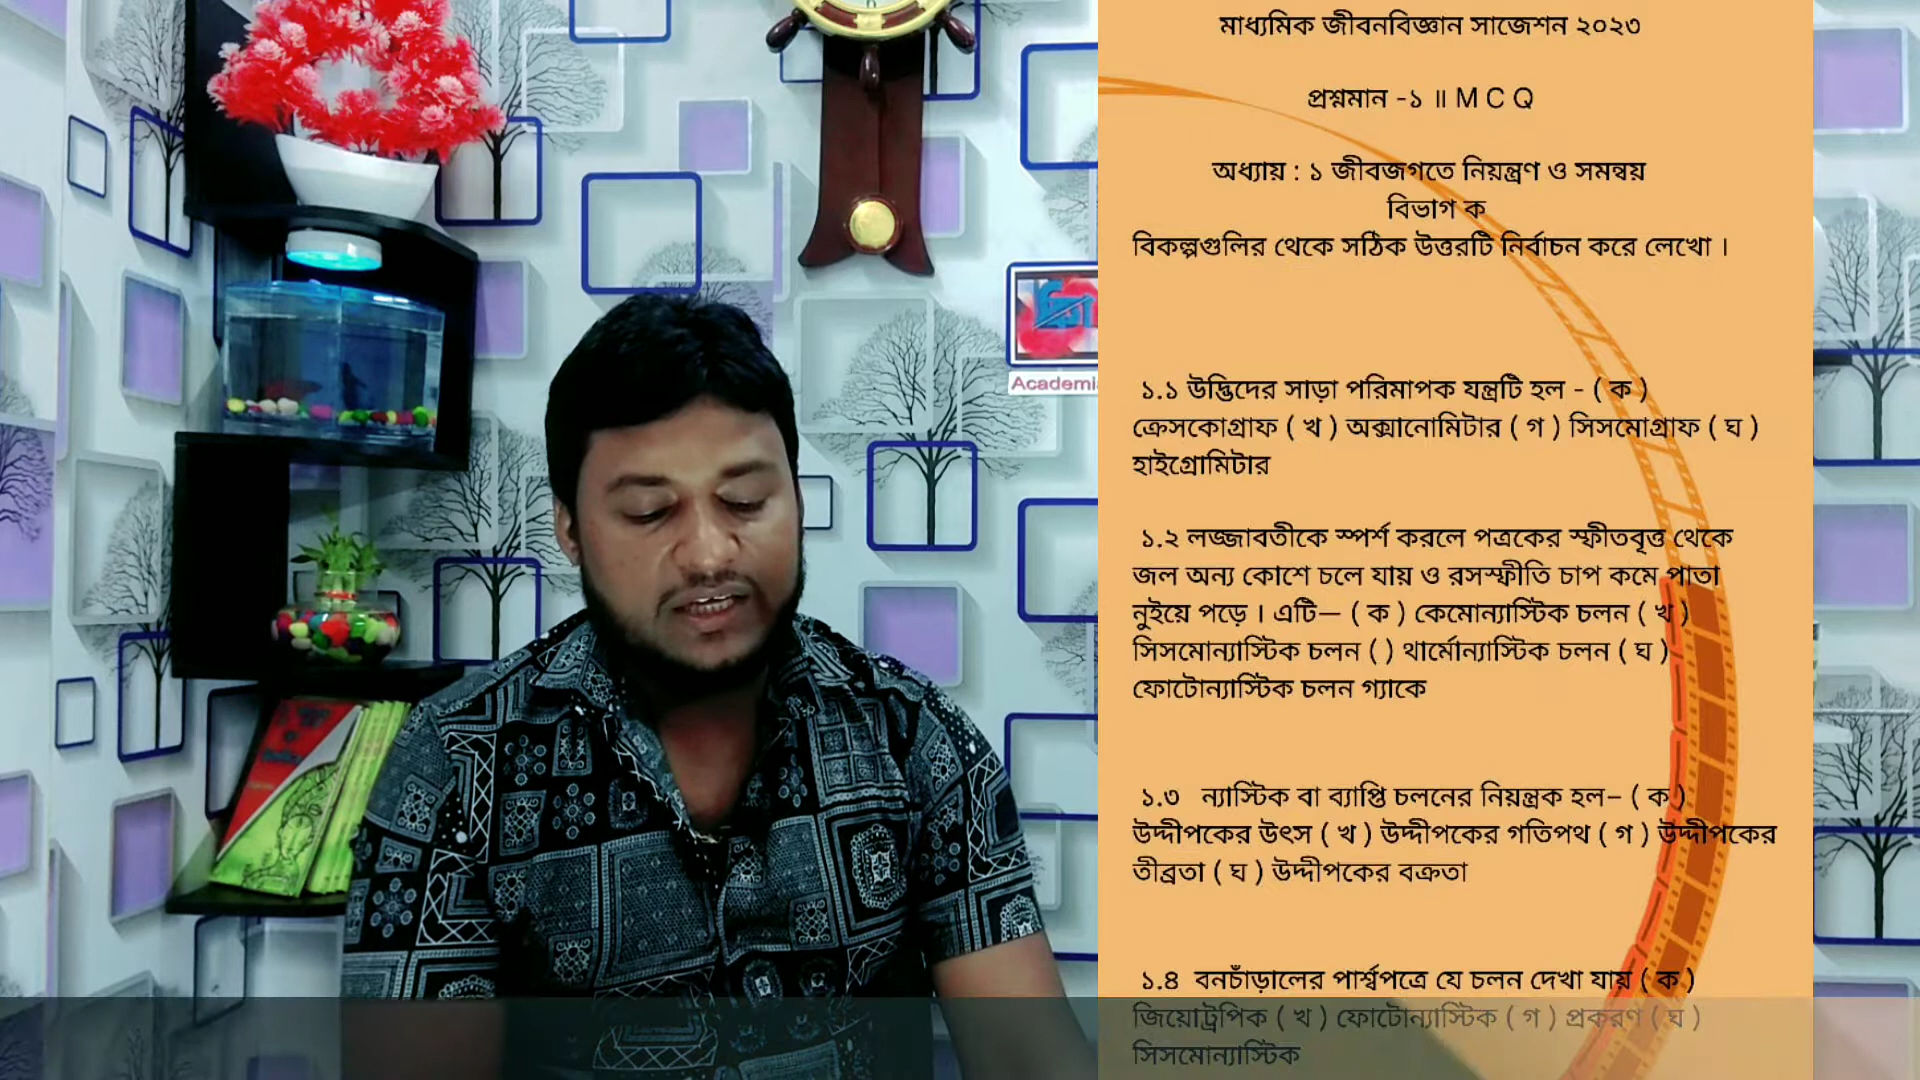 মাধ্যমিক জীবনবিজ্ঞান সাজেশন ২০২৩
প্রশ্নমান -১ ॥ M C Q
অধ্যায় : ১ জীবজগতে নিয়ন্ত্রণ ও সমন্বয়
বিভাগ ক
বিকল্পগুলির থেকে সঠিক উত্তরটি নির্বাচন করে লেখো ।
১.১ উদ্ভিদের সাড়া পরিমাপক যন্ত্রটি হল - ( ক )
ক্রেসকোগ্রাফ ( খ ) অক্সানোমিটার ( গ ) সিসমোগ্রাফ ( ঘ )
হাইগ্রোমিটার
১.২ লজ্জাবতীকে স্পর্শ করলে পত্রকের স্ফীতবৃত্ত থেকে
জল অন্য কোশে চলে যায় ও রসস্ফীতি চাপ কমে পাতা
নুইয়ে পড়ে । এটি— ( ক ) কেমোন্যাস্টিক চলন ( খ )
সিসমোন্যাস্টিক চলন ( ) থার্মোন্যাস্টিক চলন ( ঘ )
ফোটোন্যাস্টিক চলন গ্যাকে
১.৩ ন্যাস্টিক বা ব্যাপ্তি চলনের নিয়ন্ত্রক হল– ( ক )
উদ্দীপকের উৎস ( খ ) উদ্দীপকের গতিপথ ( গ ) উদ্দীপকের
তীব্রতা ( ঘ ) উদ্দীপকের বক্রতা
১.৪ বনচাঁড়ালের পার্শ্বপত্রে যে চলন দেখা যায় ( ক )
জিয়োট্রপিক ( খ ) ফোটোন্যাস্টিক ( গ ) প্রকরণ ( ঘ )
সিসমোন্যাস্টিক